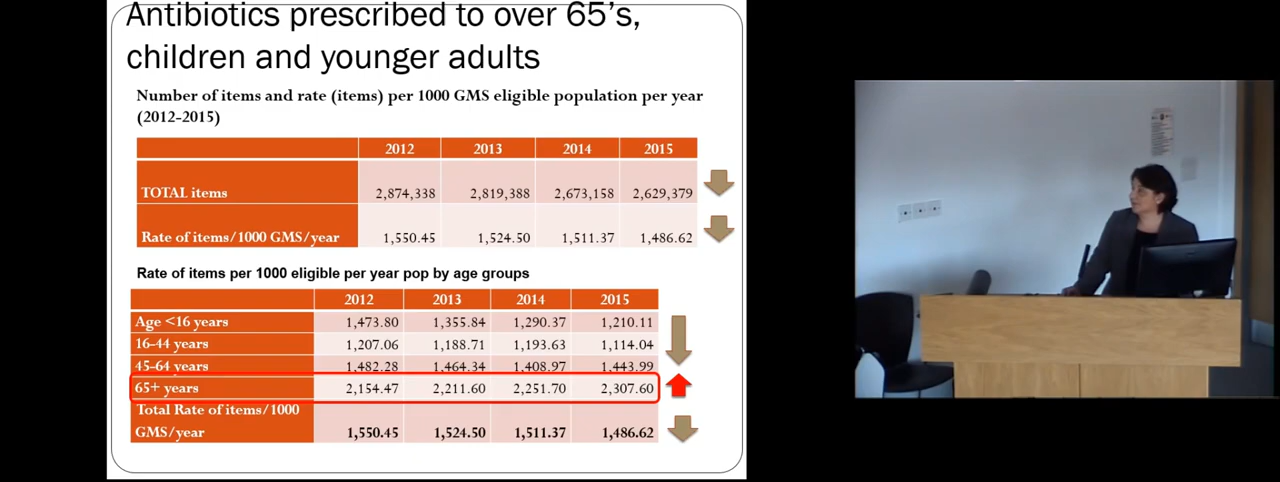 Antibiotics prescribed to over 65's,
children and younger adults
Number of items and rate (items) per 1000 GMS eligible population per year
(2012-2015)
2012 2013 2014 2015
TOTAL items 2,874,338 2,819,388 2,673,158 2,629,379
Rate of items/1000 GMS/year 1,550.45 1,524.50 1,511.37 1,486.62
Rate of items per 1000 eligible per year pop by age groups
2012 2013 2014 2015
Age <16 years 1,473.80 1,355.84 1,290.37 1,210.11
16-44 years 1,207.06 1,188.71 1,193.63 1,114.04
45-64 years 1,482.28 1,464.34 1,408.97 1,443.99
65+ years 2,154.47 2,211.60 2,251.70 2,307.60
Total Rate of items/1000
GMS/year 1,550.45 1,524.50 1,511.37 1,486.62